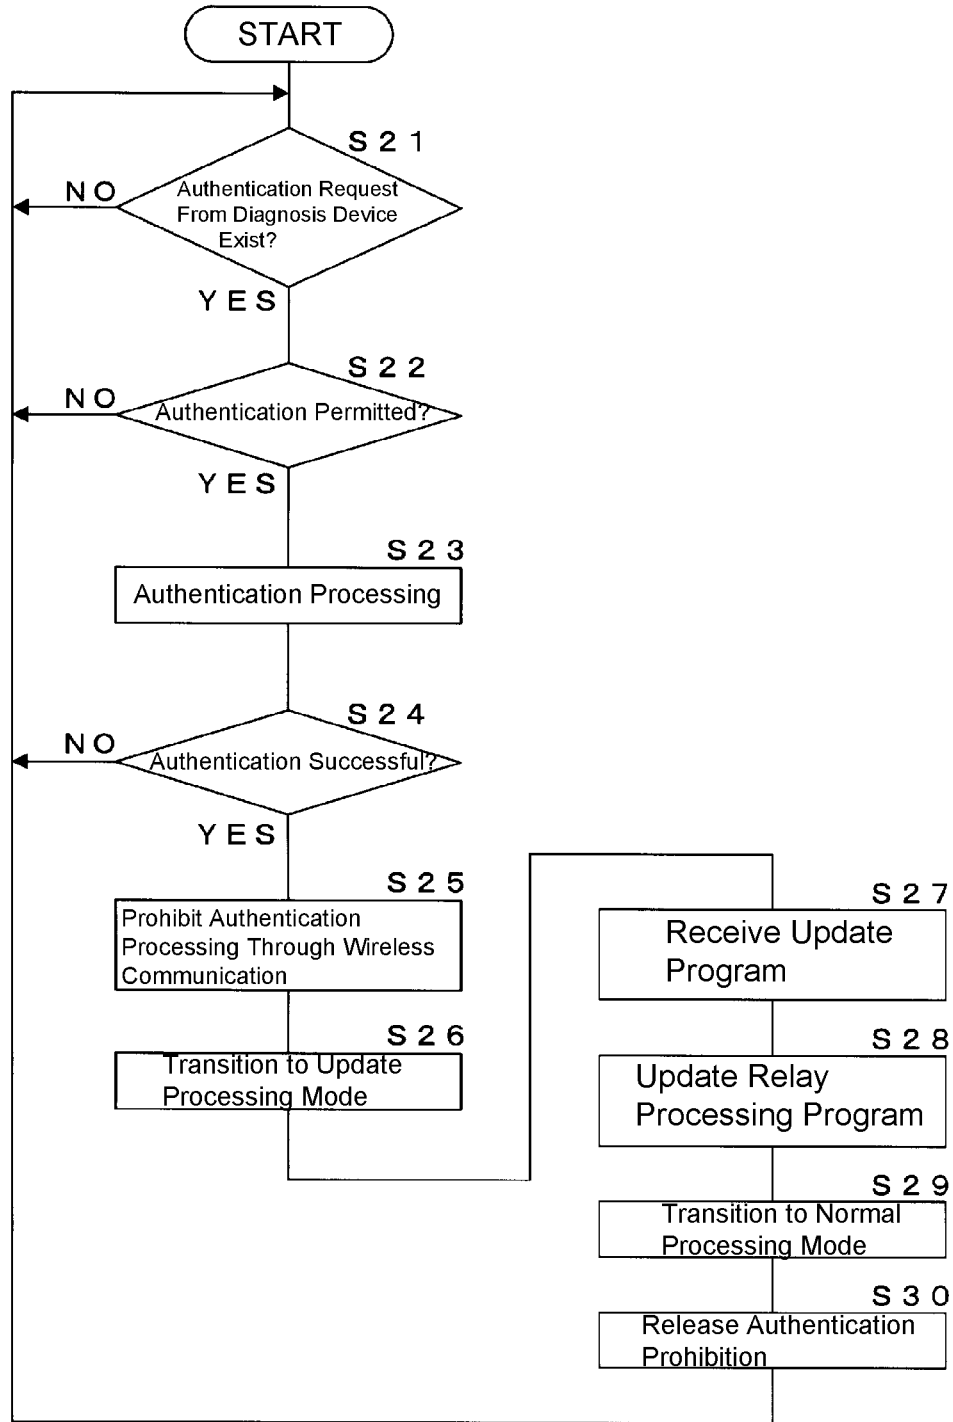 START
S21
Authentication Request
From Diagnosis Device
Exist?
NO
YES
S22
Authentication Permitted?
NO
YES
S23
Authentication Processing
S24
Authentication Successful?
NO
YES
S25
Prohibit Authentication
Processing Through Wireless
Communication
S26
Transition to Update
Processing Mode
S27
Receive Update
Program
S28
Update Relay
Processing Program
S29
Transition to Normal
Processing Mode
S30
Release Authentication
Prohibition